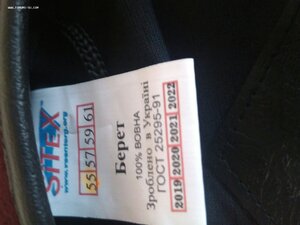 SITEX
www.rssntorg.org
55 57 59 61
Берет
100% ВОВНА
Зроблено в Україні
ГОСТ 25295-91
2019 2020 2021 2022